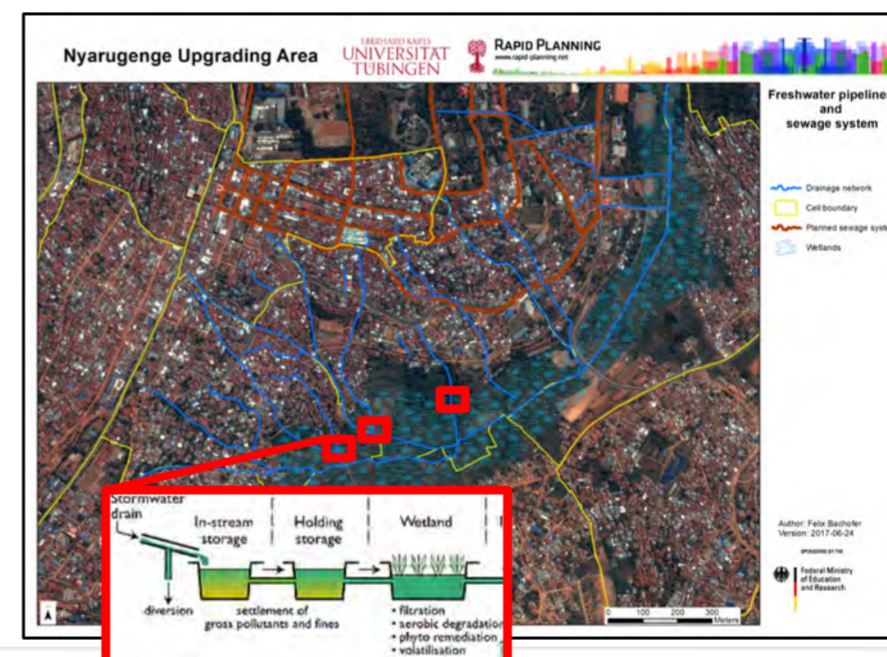 Nyarugenge Upgrading Area
EBERHARD KARLS
UNIVERSITÄT
TÜBINGEN
RAPID PLANNING
www.rapid-planning.net
Freshwater pipeline
and
sewage system
Drainage network
Cell boundary
Planned sewage syst
Wetlands
Stormwater
drain
In-stream
storage
Holding
storage
Wetland
diversion
settlement of
gross pollutants and fines
• filtration
• aerobic degradation
• phyto remediation
• volatilisation
Author: Felix Bachofer
Version: 2017-06-24
SPONSORED BY THE
Federal Ministry
of Education
and Research
0 100 200 300
Meters